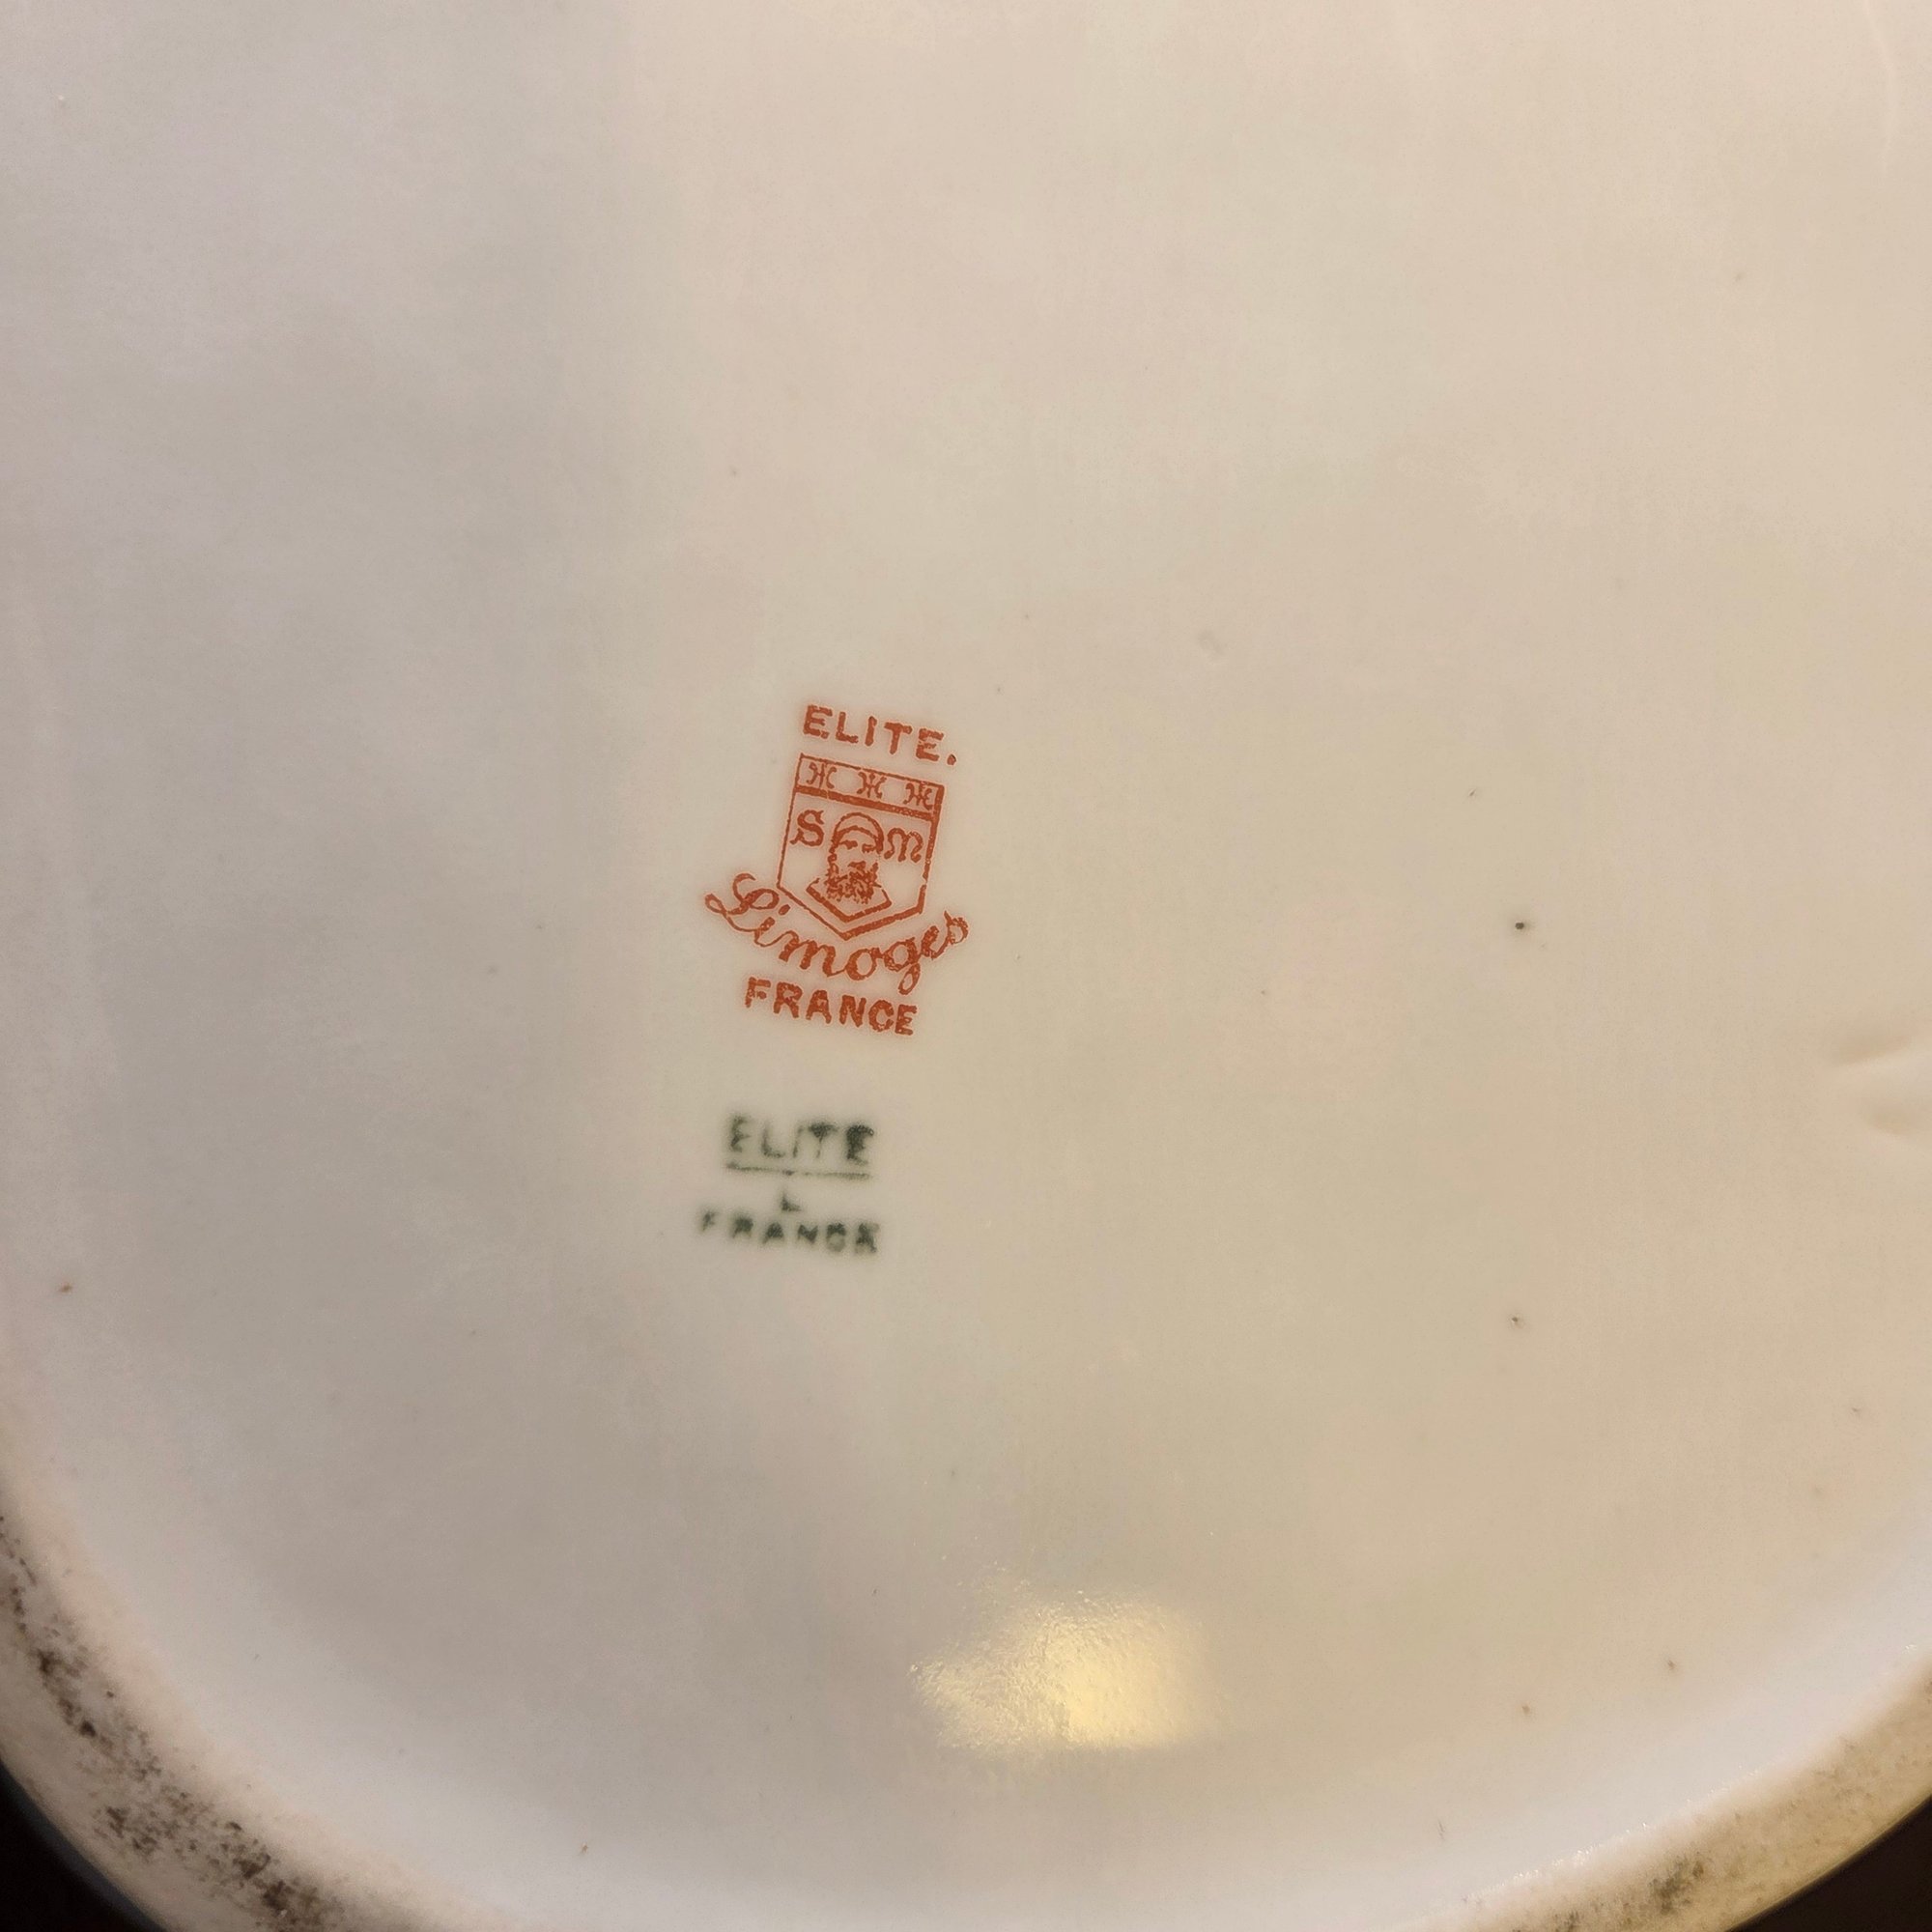 ELITE.
S M
Limoges
FRANCE
ELITE
L
FRANCE